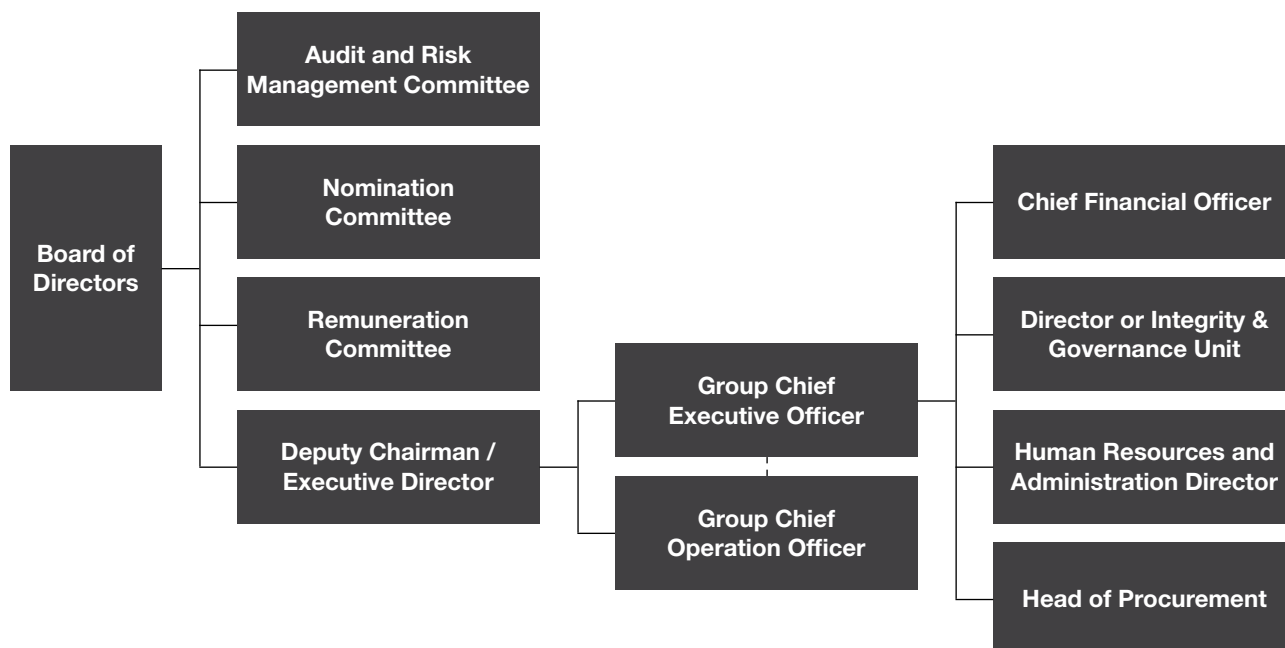 Audit and Risk
Management Committee
Nomination
Committee
Board of
Directors
Remuneration
Committee
Deputy Chairman /
Executive Director
Group Chief
Executive Officer
Group Chief
Operation Officer
Chief Financial Officer
Director or Integrity &
Governance Unit
Human Resources and
Administration Director
Head of Procurement